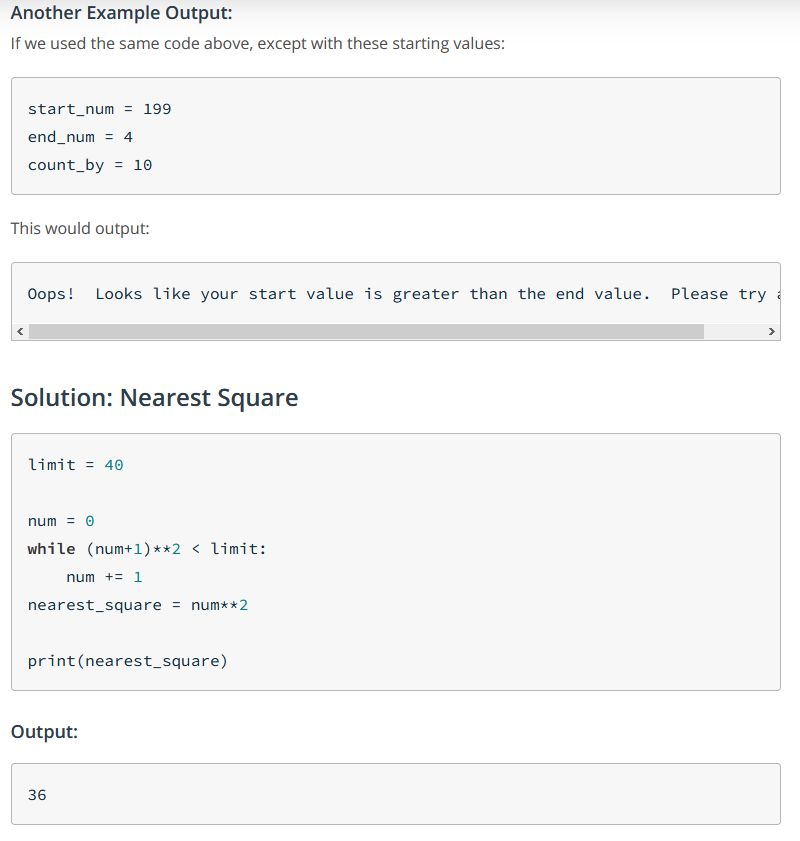 Another Example Output:
If we used the same code above, except with these starting values:
start_num = 199
end_num = 4
count_by = 10
This would output:
Oops!  Looks like your start value is greater than the end value.  Please try
Solution: Nearest Square
limit = 40
num = 0
while (num+1)**2 < limit:
    num += 1
nearest_square = num**2
print(nearest_square)
Output:
36